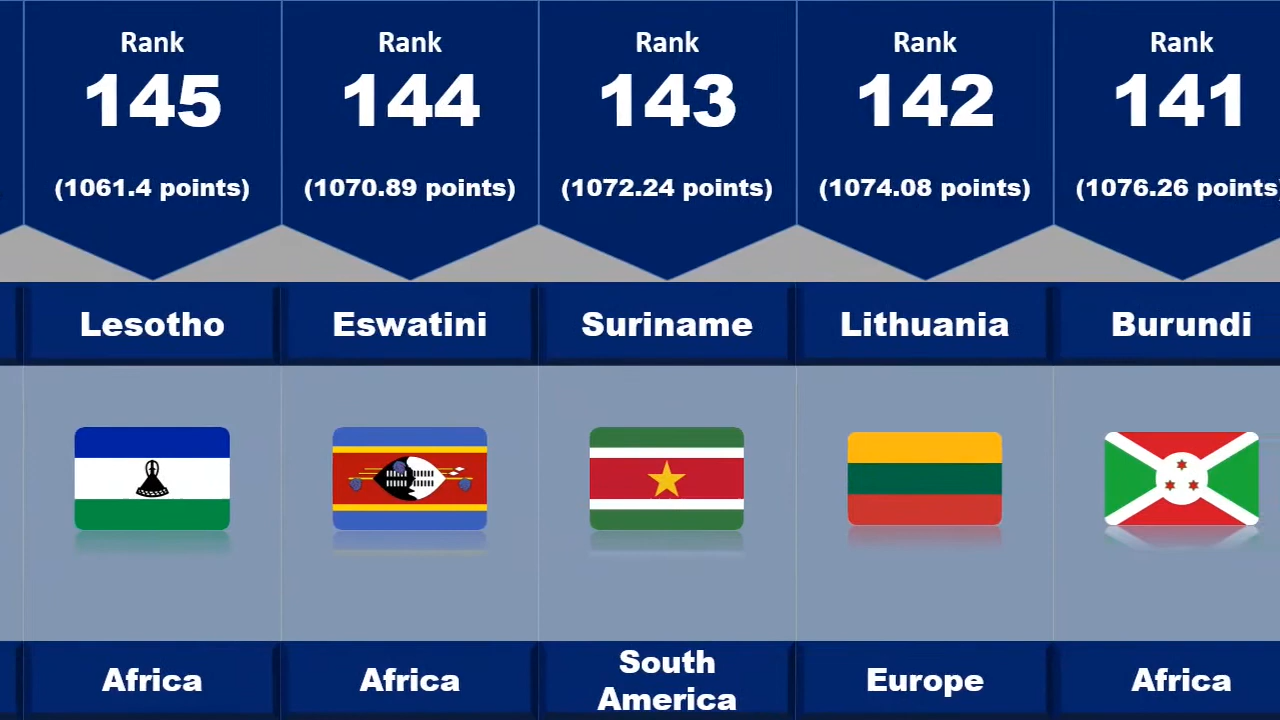 Rank
145
(1061.4 points)
Lesotho
Africa
Rank
144
(1070.89 points)
Eswatini
Africa
Rank
143
(1072.24 points)
Suriname
South
America
Rank
142
(1074.08 points)
Lithuania
Europe
Rank
141
(1076.26 points)
Burundi
Africa